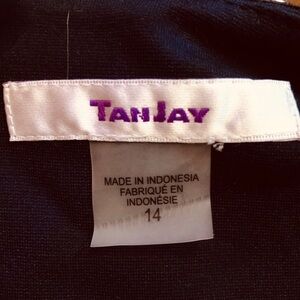 TANJAY
MADE IN INDONESIA
FABRIQUÉ EN
INDONÉSIE
14